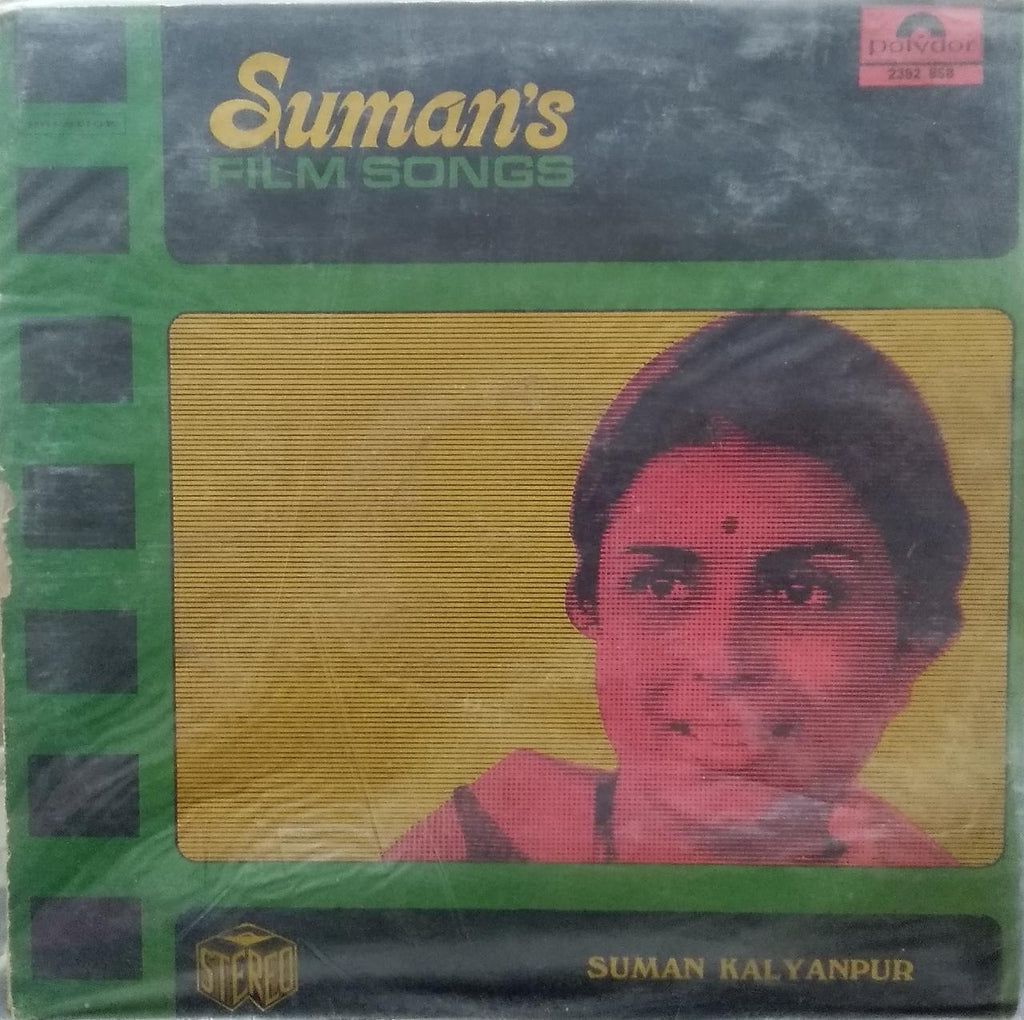 Suman's
FILM SONGS
polydor
2392 858
STEREO
SUMAN KALYANPUR